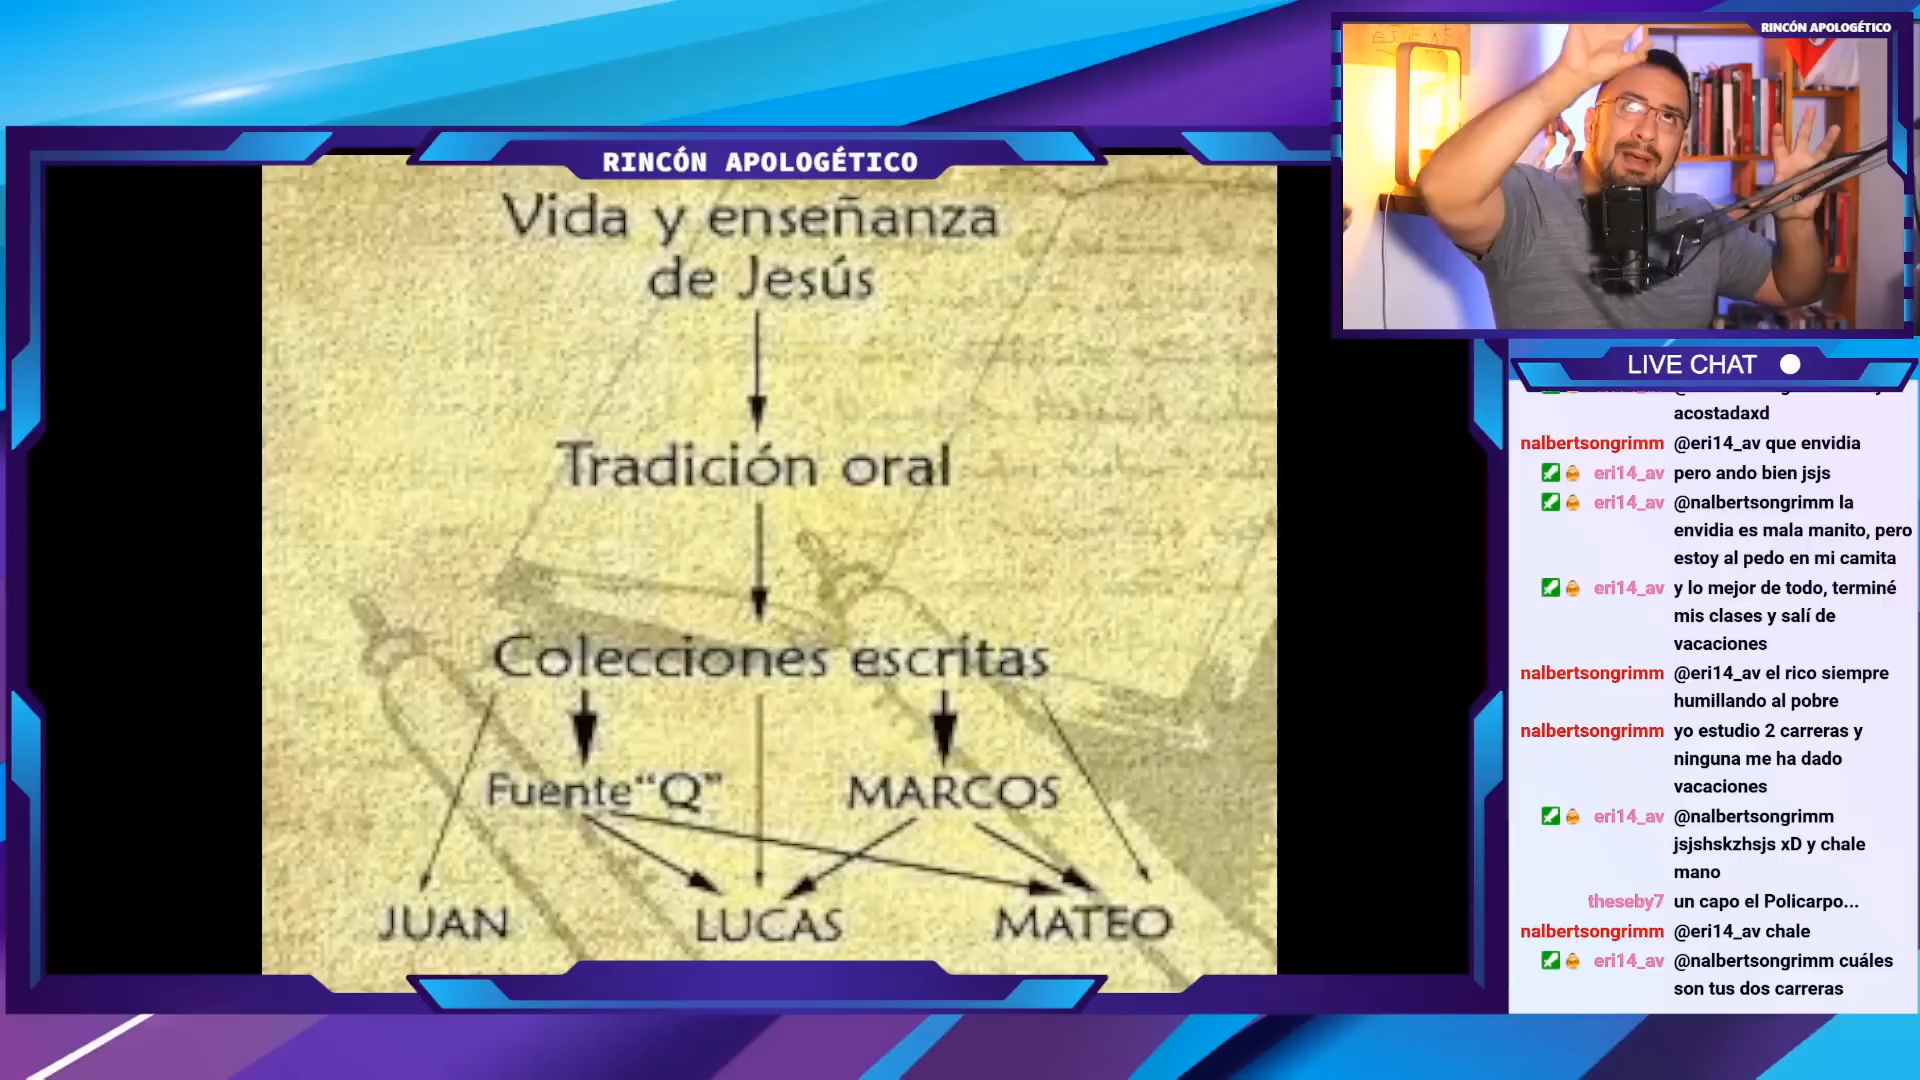 RINCÓN APOLOGÉTICO
RINCÓN APOLOGÉTICO
Vida y enseñanza
de Jesús
Tradición oral
Colecciones escritas
Fuente“Q”
MARCOS
JUAN
LUCAS
MATEO
LIVE CHAT
acostadaxd
nalbertsongrimm @eri14_av que envidia
eri14_av pero ando bien jsjs
eri14_av @nalbertsongrimm la
envidia es mala manito, pero
estoy al pedo en mi camita
eri14_av y lo mejor de todo, terminé
mis clases y salí de
vacaciones
nalbertsongrimm @eri14_av el rico siempre
humillando al pobre
nalbertsongrimm yo estudio 2 carreras y
ninguna me ha dado
vacaciones
eri14_av @nalbertsongrimm
jsjshskzhsjs xD y chale
mano
theseby7 un capo el Policarpo...
nalbertsongrimm @eri14_av chale
eri14_av @nalbertsongrimm cuáles
son tus dos carreras